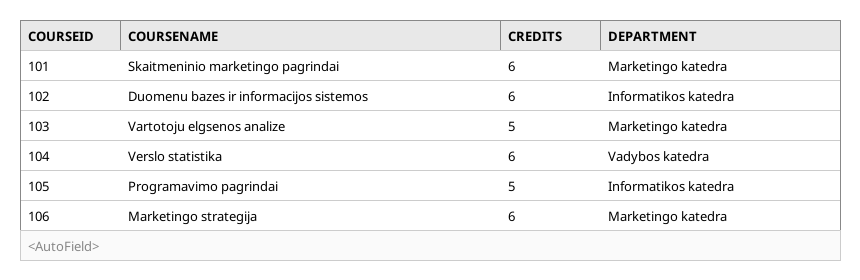 COURSEID COURSENAME CREDITS DEPARTMENT
101 Skaitmeninio marketingo pagrindai 6 Marketingo katedra
102 Duomenu bazes ir informacijos sistemos 6 Informatikos katedra
103 Vartotoju elgsenos analize 5 Marketingo katedra
104 Verslo statistika 6 Vadybos katedra
105 Programavimo pagrindai 5 Informatikos katedra
106 Marketingo strategija 6 Marketingo katedra
<AutoField>